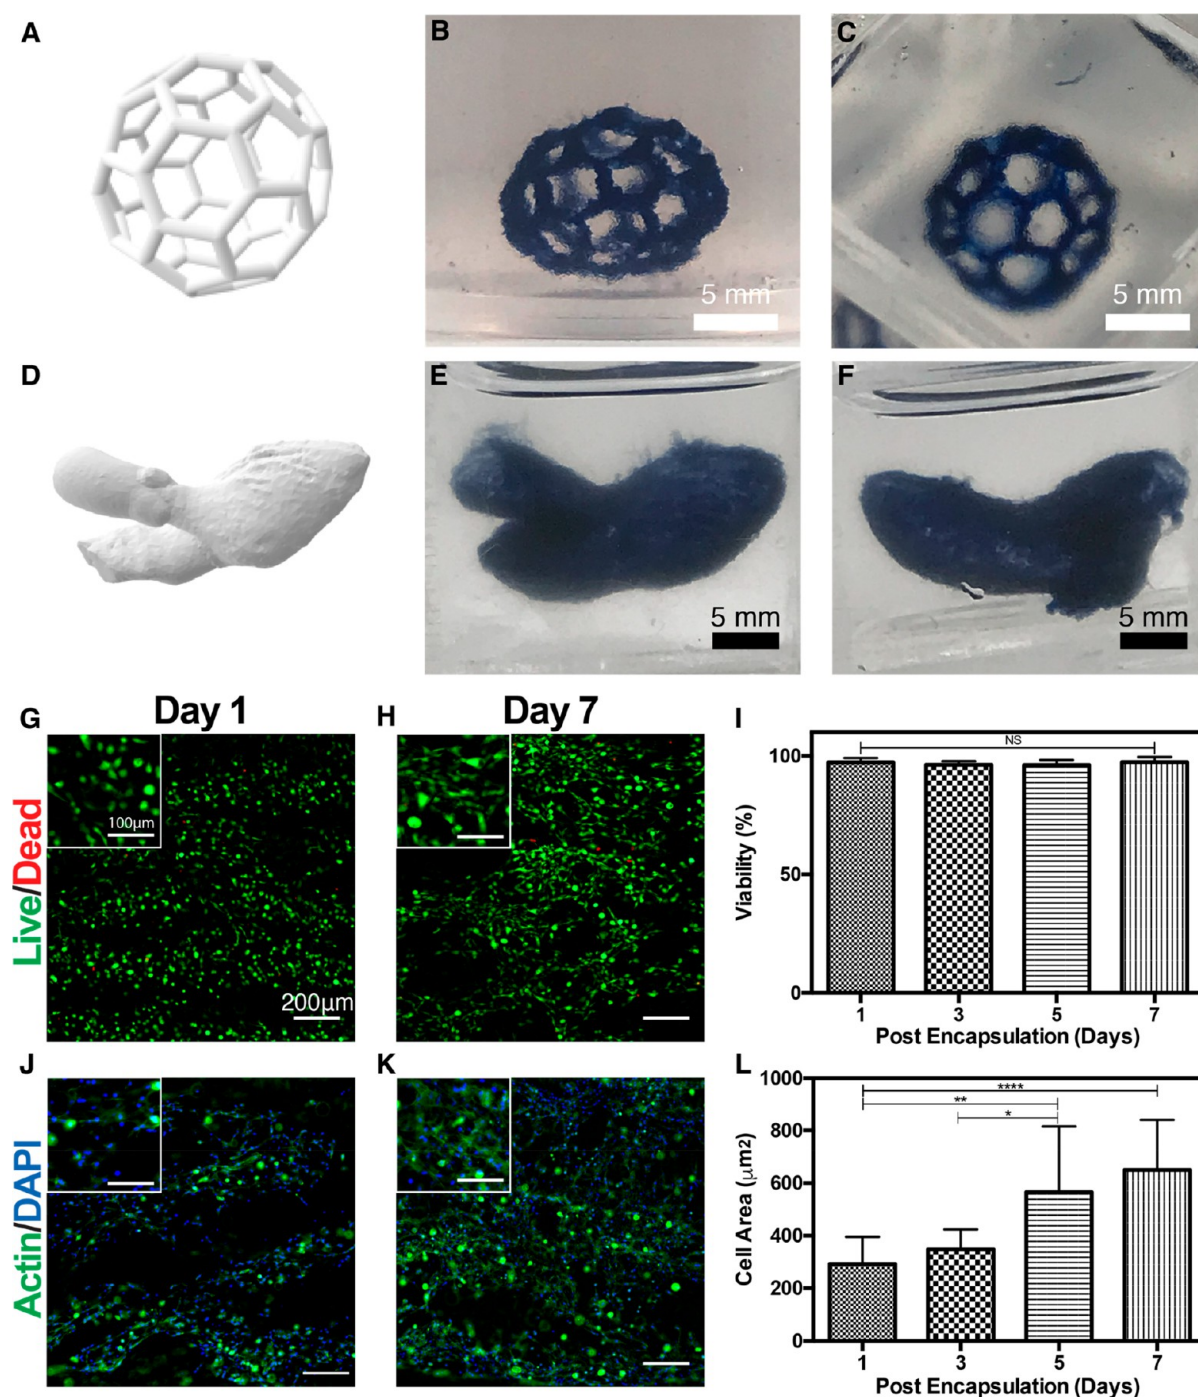 A
B
C
5 mm
5 mm
D
E
F
5 mm
5 mm
Day 1
Day 7
G
H
I
Live/Dead
100µm
200µm
NS
Viability (%)
100
50
0
1 3 5 7
Post Encapsulation (Days)
J
K
L
Actin/DAPI
****
**
*
Cell Area (µm2)
1000
800
600
400
200
0
1 3 5 7
Post Encapsulation (Days)